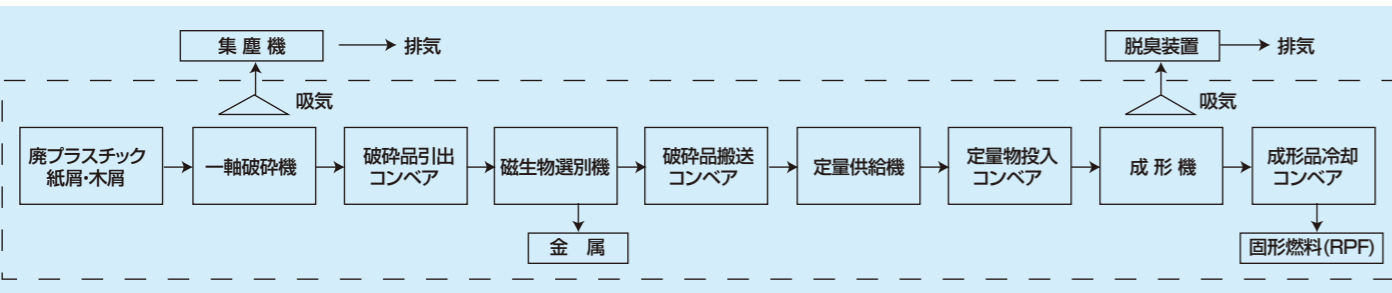 集塵機
排気
脱臭装置
排気
吸気
吸気
廃プラスチック
紙屑・木屑
一軸破砕機
破砕品引出
コンベア
磁生物選別機
破砕品搬送
コンベア
定量供給機
定量物投入
コンベア
成形機
成形品冷却
コンベア
金属
固形燃料(RPF)